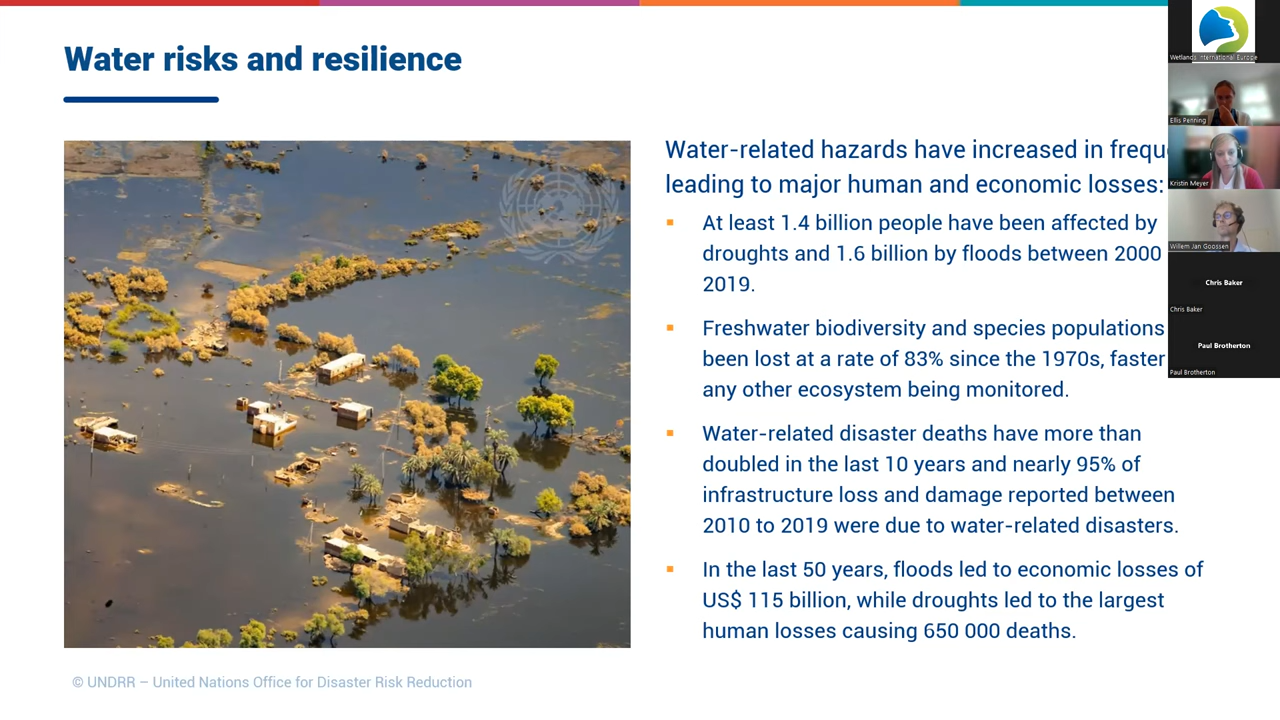 Water risks and resilience
Water-related hazards have increased in frequ
leading to major human and economic losses:
At least 1.4 billion people have been affected by
droughts and 1.6 billion by floods between 2000
2019.
Freshwater biodiversity and species populations
been lost at a rate of 83% since the 1970s, faster
any other ecosystem being monitored.
Water-related disaster deaths have more than
doubled in the last 10 years and nearly 95% of
infrastructure loss and damage reported between
2010 to 2019 were due to water-related disasters.
In the last 50 years, floods led to economic losses of
US$ 115 billion, while droughts led to the largest
human losses causing 650 000 deaths.
© UNDRR – United Nations Office for Disaster Risk Reduction
Wetlands International Europe
Ellis Penning
Kristin Meyer
Willem Jan Goossen
Chris Baker
Chris Baker
Paul Brotherton
Paul Brotherton